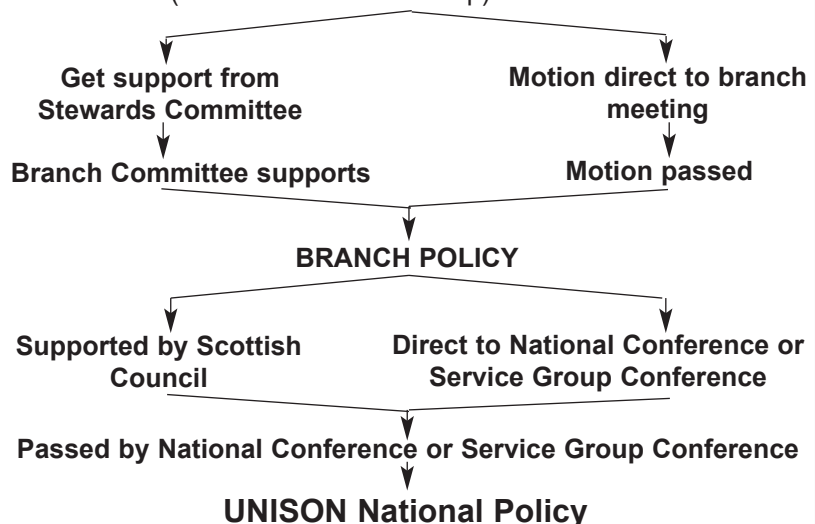 Get support from
Stewards Committee
Motion direct to branch
meeting
Branch Committee supports
Motion passed
BRANCH POLICY
Supported by Scottish
Council
Direct to National Conference or
Service Group Conference
Passed by National Conference or Service Group Conference
UNISON National Policy